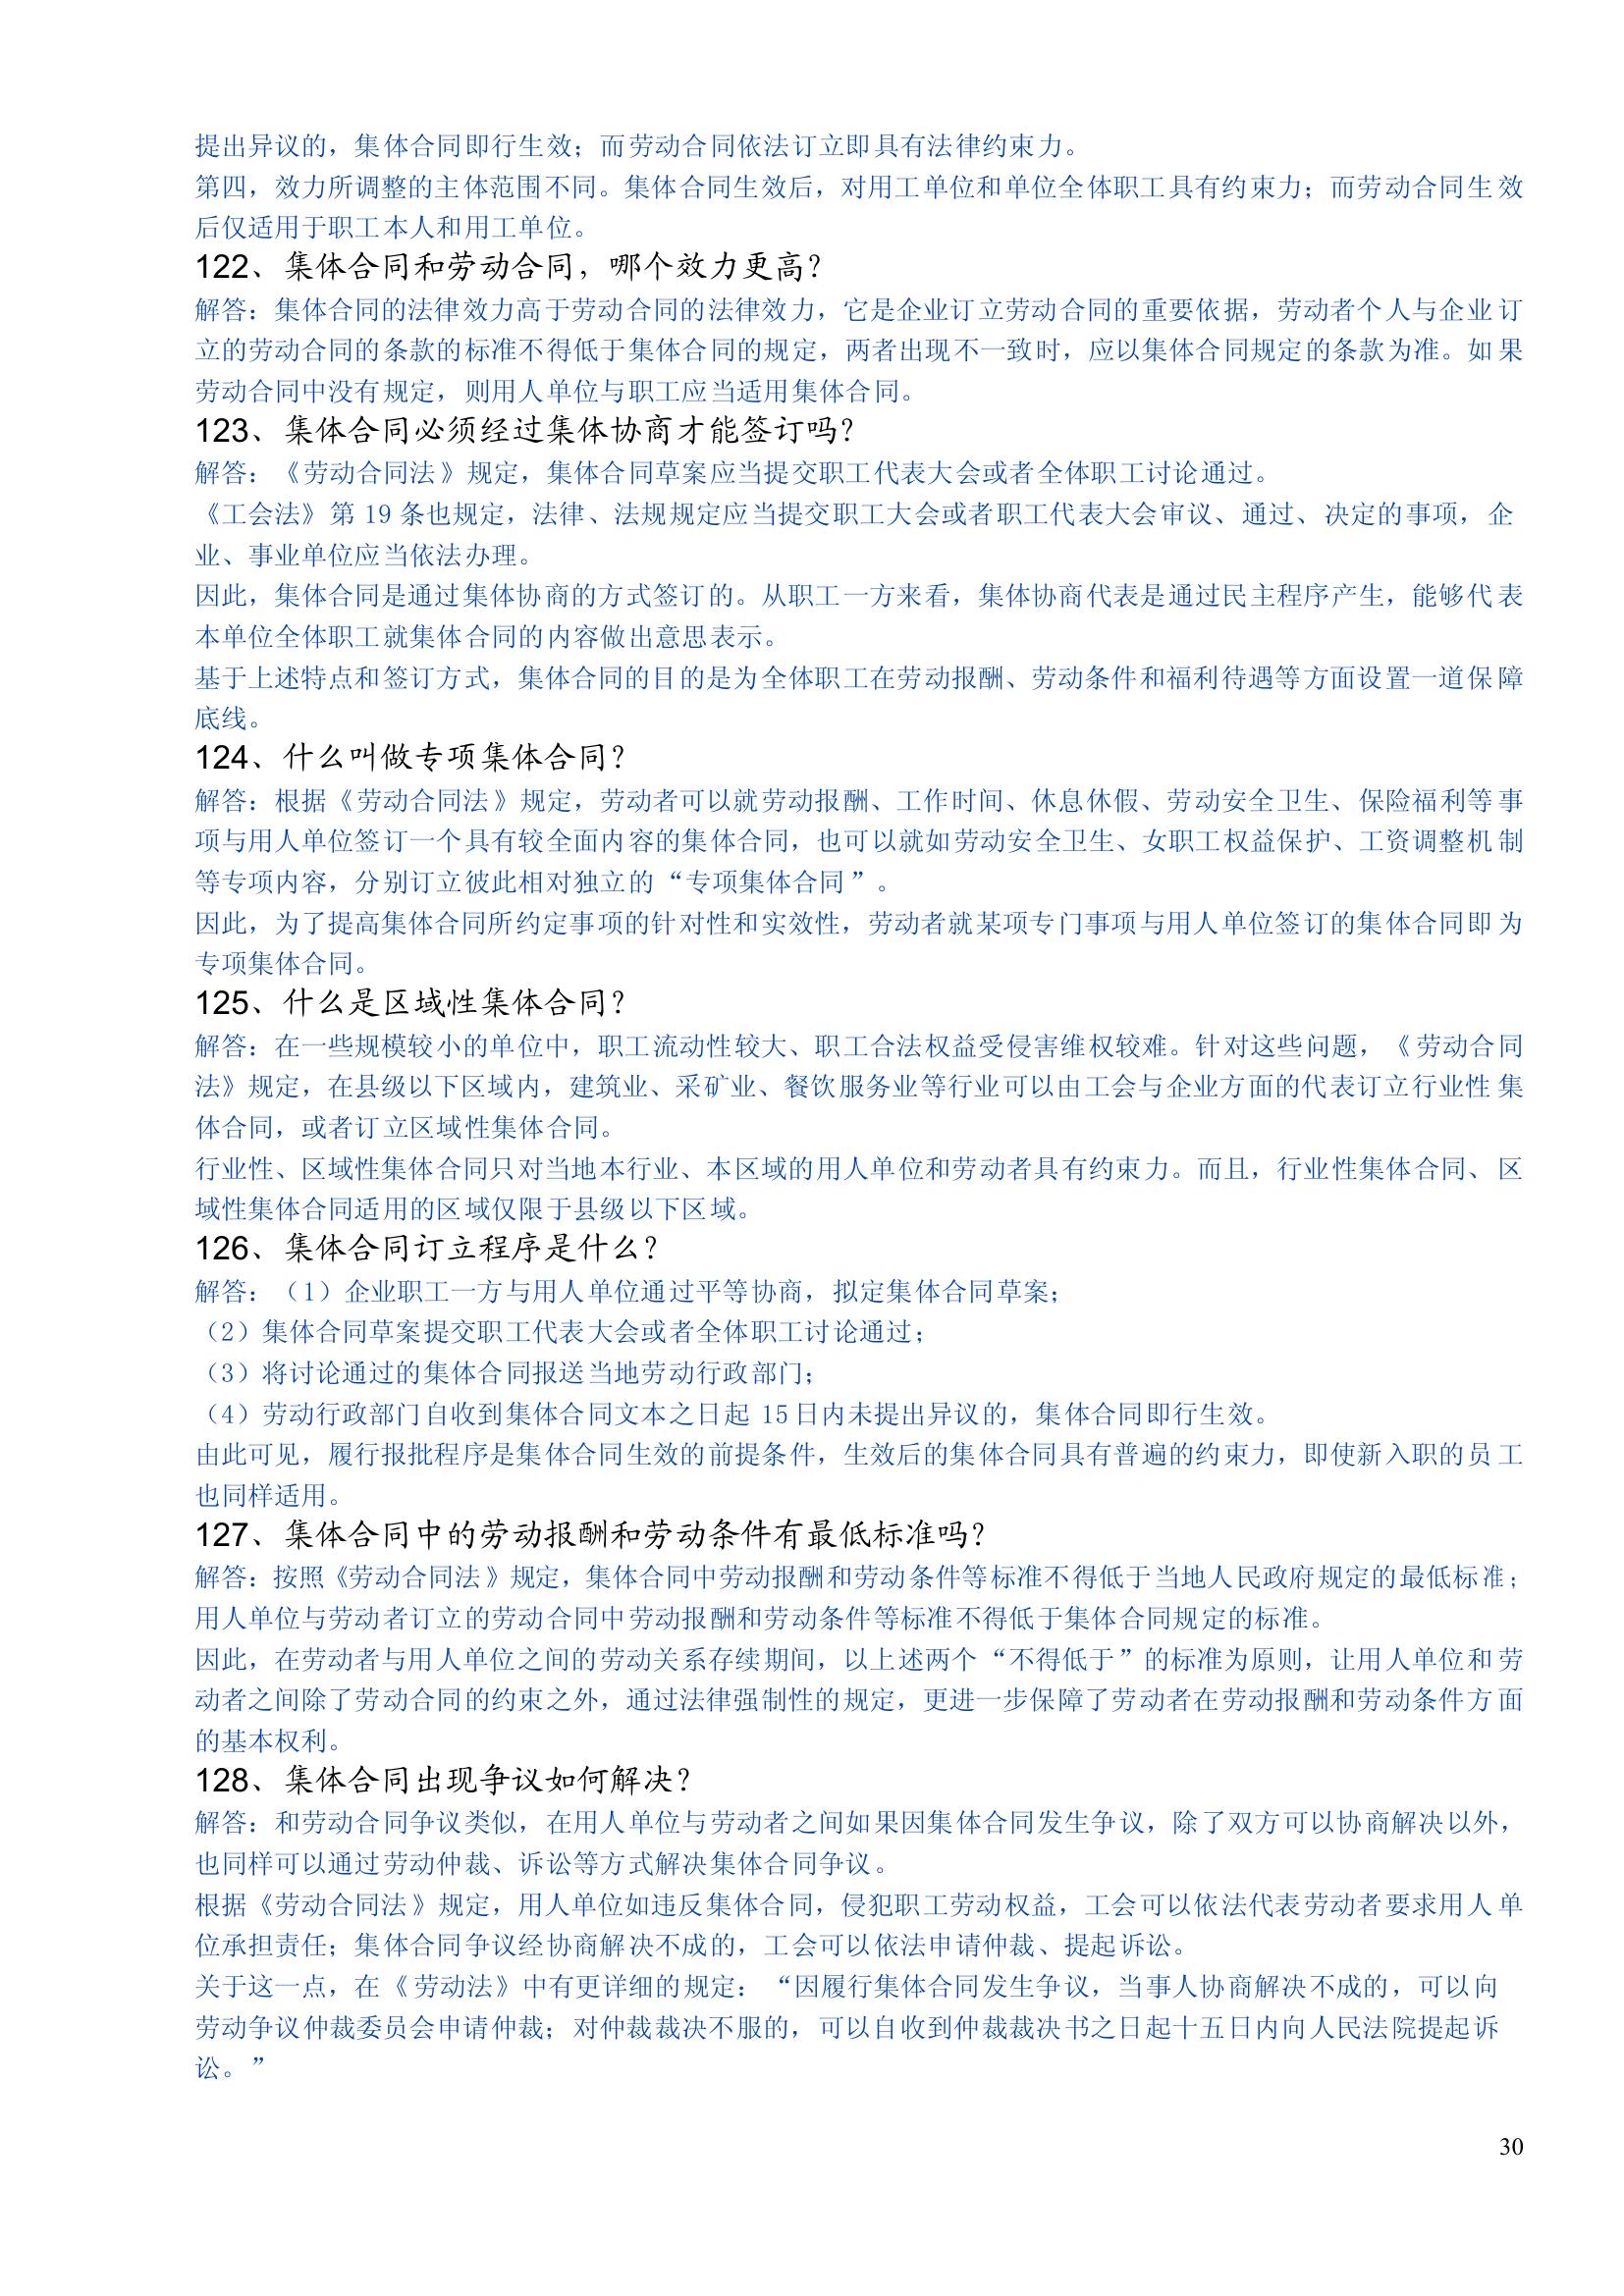 提出异议的，集体合同即行生效；而劳动合同依法订立即具有法律约束力。
第四，效力所调整的主体范围不同。集体合同生效后，对用工单位和单位全体职工具有约束力；而劳动合同生效
后仅适用于职工本人和用工单位。
122、集体合同和劳动合同，哪个效力更高？
解答：集体合同的法律效力高于劳动合同的法律效力，它是企业订立劳动合同的重要依据，劳动者个人与企业订
立的劳动合同的条款的标准不得低于集体合同的规定，两者出现不一致时，应以集体合同规定的条款为准。如果
劳动合同中没有规定，则用人单位与职工应当适用集体合同。
123、集体合同必须经过集体协商才能签订吗？
解答：《劳动合同法》规定，集体合同草案应当提交职工代表大会或者全体职工讨论通过。
《工会法》第 19 条也规定，法律、法规规定应当提交职工大会或者职工代表大会审议、通过、决定的事项，企
业、事业单位应当依法办理。
因此，集体合同是通过集体协商的方式签订的。从职工一方来看，集体协商代表是通过民主程序产生，能够代表
本单位全体职工就集体合同的内容做出意思表示。
基于上述特点和签订方式，集体合同的目的是为全体职工在劳动报酬、劳动条件和福利待遇等方面设置一道保障
底线。
124、什么叫做专项集体合同？
解答：根据《劳动合同法》规定，劳动者可以就劳动报酬、工作时间、休息休假、劳动安全卫生、保险福利等事
项与用人单位签订一个具有较全面内容的集体合同，也可以就如劳动安全卫生、女职工权益保护、工资调整机制
等专项内容，分别订立彼此相对独立的“专项集体合同”。
因此，为了提高集体合同所约定事项的针对性和实效性，劳动者就某项专门事项与用人单位签订的集体合同即为
专项集体合同。
125、什么是区域性集体合同？
解答：在一些规模较小的单位中，职工流动性较大、职工合法权益受侵害维权较难。针对这些问题，《劳动合同
法》规定，在县级以下区域内，建筑业、采矿业、餐饮服务业等行业可以由工会与企业方面的代表订立行业性集
体合同，或者订立区域性集体合同。
行业性、区域性集体合同只对当地本行业、本区域的用人单位和劳动者具有约束力。而且，行业性集体合同、区
域性集体合同适用的区域仅限于县级以下区域。
126、集体合同订立程序是什么？
解答：（1）企业职工一方与用人单位通过平等协商，拟定集体合同草案；
（2）集体合同草案提交职工代表大会或者全体职工讨论通过；
（3）将讨论通过的集体合同报送当地劳动行政部门；
（4）劳动行政部门自收到集体合同文本之日起 15 日内未提出异议的，集体合同即行生效。
由此可见，履行报批程序是集体合同生效的前提条件，生效后的集体合同具有普遍的约束力，即使新入职的员工
也同样适用。
127、集体合同中的劳动报酬和劳动条件有最低标准吗？
解答：按照《劳动合同法》规定，集体合同中劳动报酬和劳动条件等标准不得低于当地人民政府规定的最低标准；
用人单位与劳动者订立的劳动合同中劳动报酬和劳动条件等标准不得低于集体合同规定的标准。
因此，在劳动者与用人单位之间的劳动关系存续期间，以上述两个“不得低于”的标准为原则，让用人单位和劳
动者之间除了劳动合同的约束之外，通过法律强制性的规定，更进一步保障了劳动者在劳动报酬和劳动条件方面
的基本权利。
128、集体合同出现争议如何解决？
解答：和劳动合同争议类似，在用人单位与劳动者之间如果因集体合同发生争议，除了双方可以协商解决以外，
也同样可以通过劳动仲裁、诉讼等方式解决集体合同争议。
根据《劳动合同法》规定，用人单位如违反集体合同，侵犯职工劳动权益，工会可以依法代表劳动者要求用人单
位承担责任；集体合同争议经协商解决不成的，工会可以依法申请仲裁、提起诉讼。
关于这一点，在《劳动法》中有更详细的规定：“因履行集体合同发生争议，当事人协商解决不成的，可以向
劳动争议仲裁委员会申请仲裁；对仲裁裁决不服的，可以自收到仲裁裁决书之日起十五日内向人民法院提起诉
讼。”
30